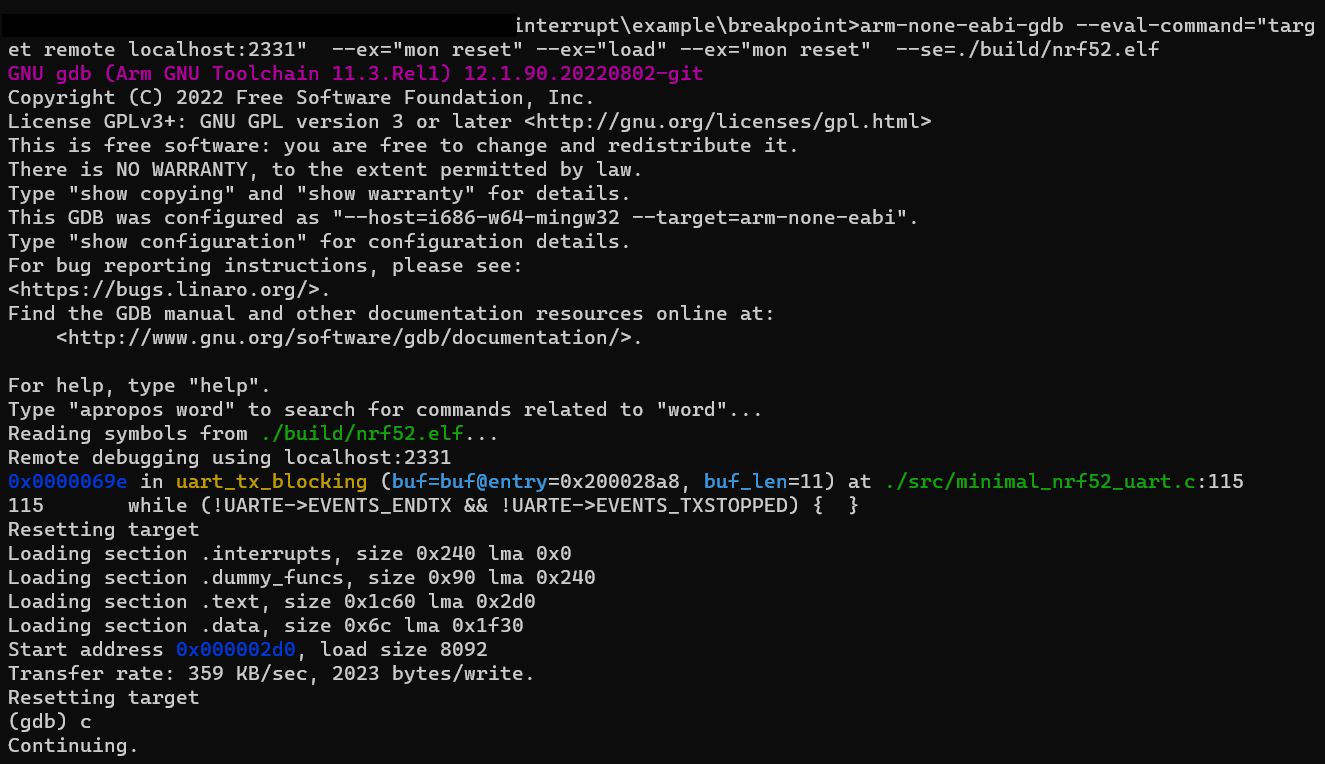 interrupt\example\breakpoint>arm-none-eabi-gdb --eval-command="targ
et remote localhost:2331"  --ex="mon reset" --ex="load" --ex="mon reset"  --se=./build/nrf52.elf
GNU gdb (Arm GNU Toolchain 11.3.Rel1) 12.1.90.20220802-git
Copyright (C) 2022 Free Software Foundation, Inc.
License GPLv3+: GNU GPL version 3 or later <http://gnu.org/licenses/gpl.html>
This is free software: you are free to change and redistribute it.
There is NO WARRANTY, to the extent permitted by law.
Type "show copying" and "show warranty" for details.
This GDB was configured as "--host=i686-w64-mingw32 --target=arm-none-eabi".
Type "show configuration" for configuration details.
For bug reporting instructions, please see:
<https://bugs.linaro.org/>.
Find the GDB manual and other documentation resources online at:
    <http://www.gnu.org/software/gdb/documentation/>.

For help, type "help".
Type "apropos word" to search for commands related to "word"...
Reading symbols from ./build/nrf52.elf...
Remote debugging using localhost:2331
0x0000069e in uart_tx_blocking (buf=buf@entry=0x200028a8, buf_len=11) at ./src/minimal_nrf52_uart.c:115
115       while (!UARTE->EVENTS_ENDTX && !UARTE->EVENTS_TXSTOPPED) {  }
Resetting target
Loading section .interrupts, size 0x240 lma 0x0
Loading section .dummy_funcs, size 0x90 lma 0x240
Loading section .text, size 0x1c60 lma 0x2d0
Loading section .data, size 0x6c lma 0x1f30
Start address 0x000002d0, load size 8092
Transfer rate: 359 KB/sec, 2023 bytes/write.
Resetting target
(gdb) c
Continuing.